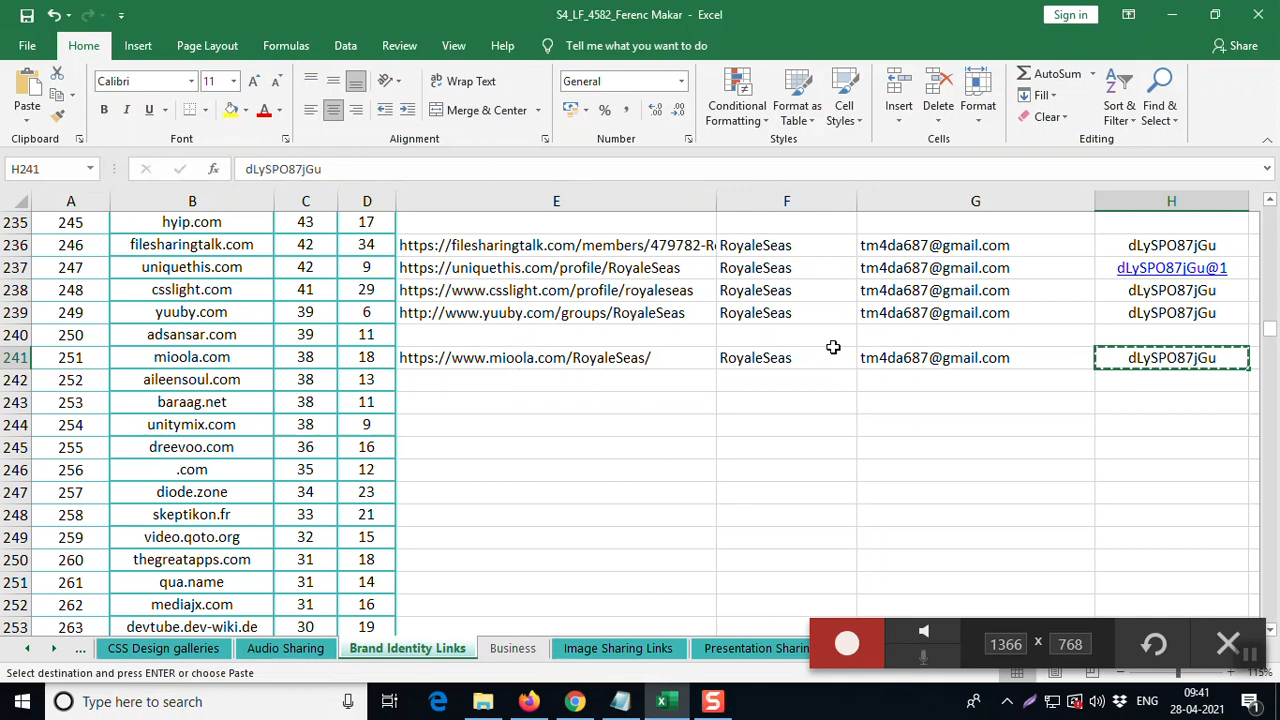 S4_LF_4582_Ferenc Makar - Excel
Sign in
File Home Insert Page Layout Formulas Data Review View Help Tell me what you want to do Share
Paste
Clipboard
Calibri 11
B I U
Font
Wrap Text
Merge & Center
Alignment
General
%
Number
Conditional Formatting
Format as Table
Cell Styles
Styles
Insert Delete Format
Cells
AutoSum
Fill
Clear
Sort & Filter
Find & Select
Editing
H241 fx dLySPO87jGu
A B C D E F G H
235 245 hyip.com 43 17
236 246 filesharingtalk.com 42 34 https://filesharingtalk.com/members/479782-Ro RoyaleSeas tm4da687@gmail.com dLySPO87jGu
237 247 uniquethis.com 42 9 https://uniquethis.com/profile/RoyaleSeas RoyaleSeas tm4da687@gmail.com dLySPO87jGu@1
238 248 csslight.com 41 29 https://www.csslight.com/profile/royaleseas RoyaleSeas tm4da687@gmail.com dLySPO87jGu
239 249 yuuby.com 39 6 http://www.yuuby.com/groups/RoyaleSeas RoyaleSeas tm4da687@gmail.com dLySPO87jGu
240 250 adsansar.com 39 11
241 251 mioola.com 38 18 https://www.mioola.com/RoyaleSeas/ RoyaleSeas tm4da687@gmail.com dLySPO87jGu
242 252 aileensoul.com 38 13
243 253 baraag.net 38 11
244 254 unitymix.com 38 9
245 255 dreevoo.com 36 16
246 256 .com 35 12
247 257 diode.zone 34 23
248 258 skeptikon.fr 33 21
249 259 video.qoto.org 32 15
250 260 thegreatapps.com 31 18
251 261 qua.name 31 14
252 262 mediajx.com 31 16
253 263 devtube.dev-wiki.de 30 19
... CSS Design galleries Audio Sharing Brand Identity Links Business Image Sharing Links Presentation Sharin
1366 x 768
Select destination and press ENTER or choose Paste
115%
Type here to search
ENG
09:41
28-04-2021